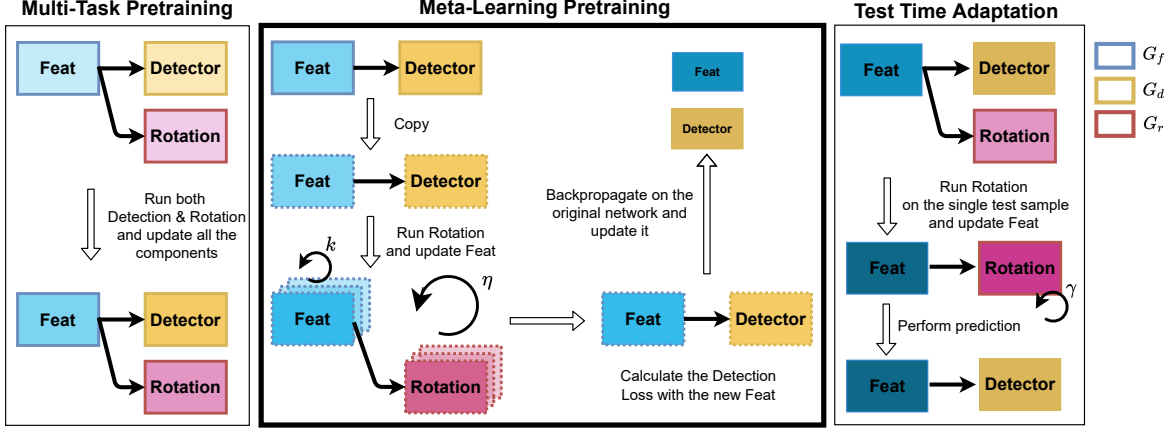 Multi-Task Pretraining
Feat
Detector
Rotation
Run both
Detection & Rotation
and update all the
components
Feat
Detector
Rotation
Meta-Learning Pretraining
Feat
Detector
Copy
Feat
Detector
Run Rotation
and update Feat
k
η
Feat
Rotation
Feat
Detector
Calculate the Detection
Loss with the new Feat
Backpropagate on the
original network and
update it
Feat
Detector
Test Time Adaptation
Feat
Detector
Rotation
Run Rotation
on the single test sample
and update Feat
Feat
Rotation
γ
Perform prediction
Feat
Detector
G_f
G_d
G_r